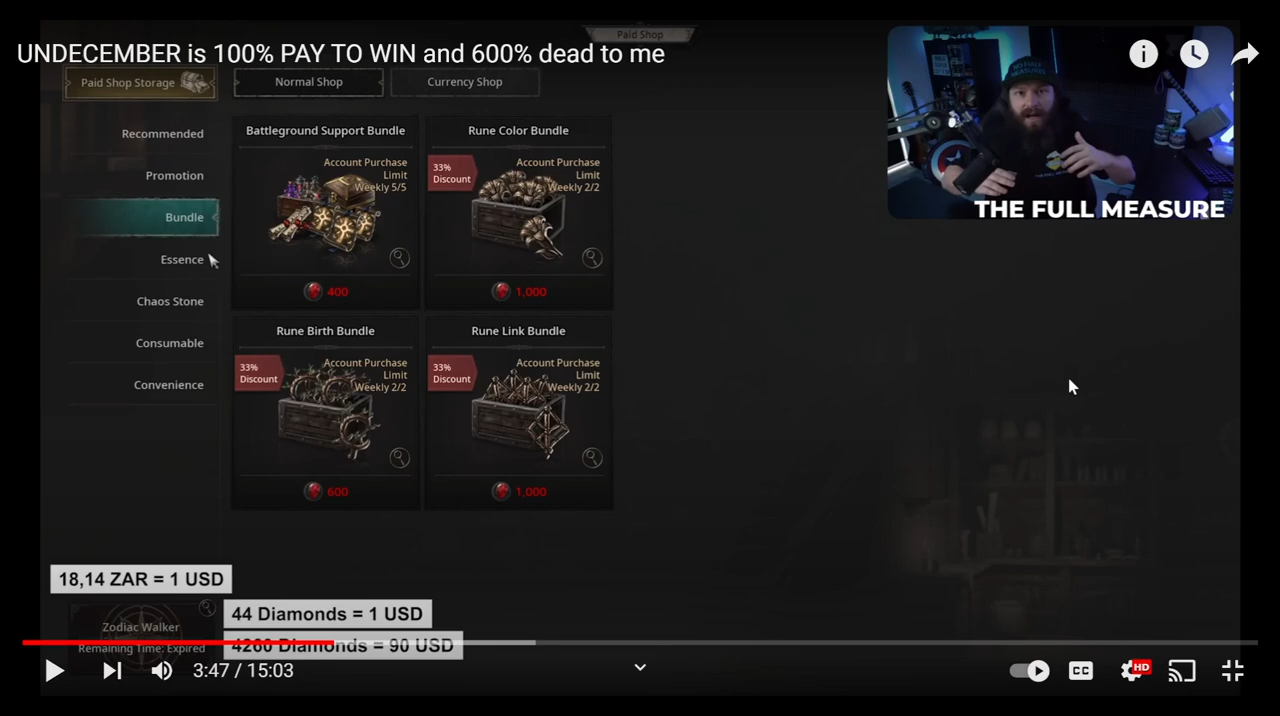 Paid Shop
UNDECEMBER is 100% PAY TO WIN and 600% dead to me
Paid Shop Storage
Normal Shop
Currency Shop
Recommended
Promotion
Bundle
Essence
Chaos Stone
Consumable
Convenience
Battleground Support Bundle
Account Purchase
Limit
Weekly 5/5
400
Rune Color Bundle
33%
Discount
Account Purchase
Limit
Weekly 2/2
1,000
Rune Birth Bundle
33%
Discount
Account Purchase
Limit
Weekly 2/2
600
Rune Link Bundle
33%
Discount
Account Purchase
Limit
Weekly 2/2
1,000
THE FULL MEASURE
18,14 ZAR = 1 USD
44 Diamonds = 1 USD
4260 Diamonds = 90 USD
Zodiac Walker
Remaining Time: Expired
3:47 / 15:03
CC
HD